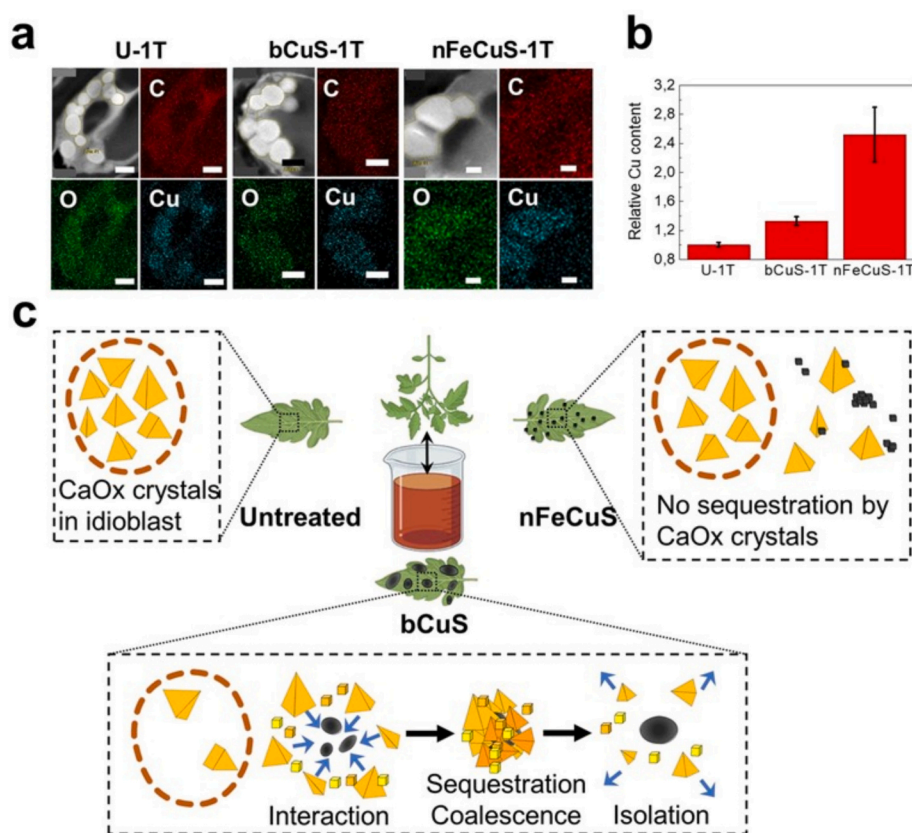 a
U-1T
bCuS-1T
nFeCuS-1T
C
C
C
O
Cu
O
Cu
O
Cu
b
Relative Cu content
3,2
2,8
2,4
2,0
1,6
1,2
0,8
U-1T
bCuS-1T
nFeCuS-1T
c
CaOx crystals
in idioblast
Untreated
nFeCuS
No sequestration by
CaOx crystals
bCuS
Interaction
Sequestration
Coalescence
Isolation